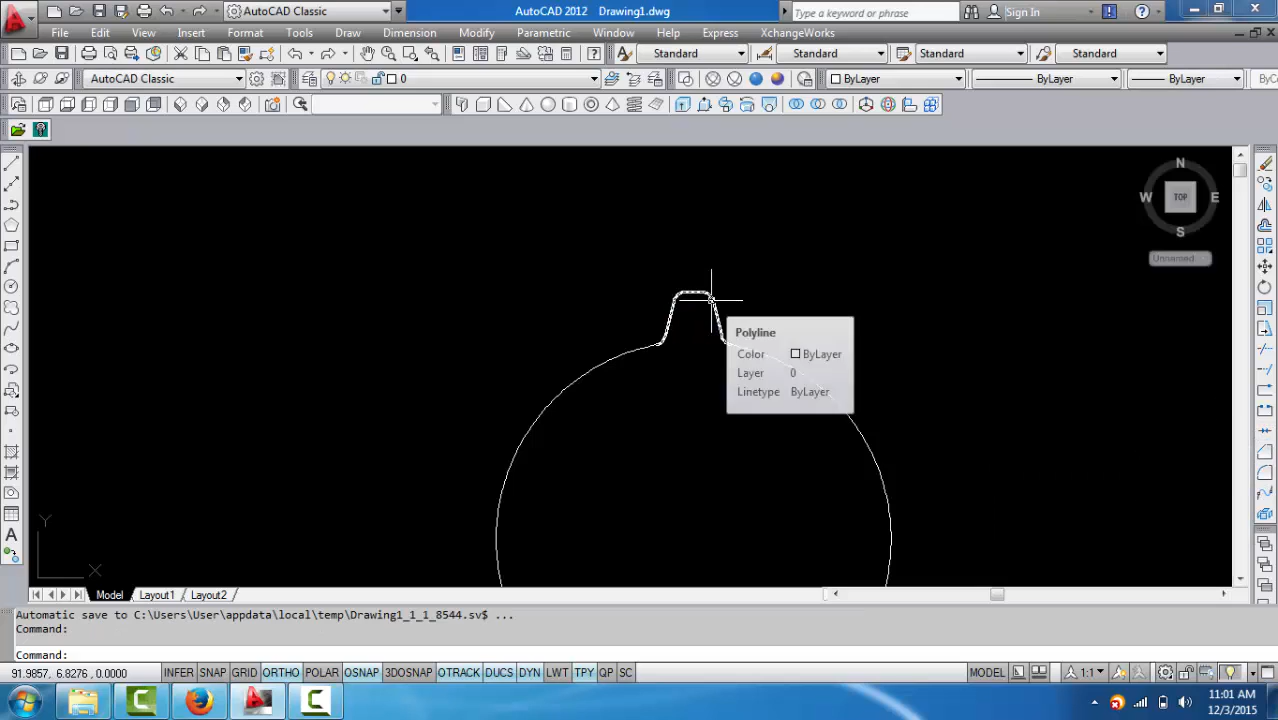 AutoCAD Classic
AutoCAD 2012 Drawing1.dwg
Type a keyword or phrase
Sign In
File Edit View Insert Format Tools Draw Dimension Modify Parametric Window Help Express XchangeWorks
Standard Standard Standard Standard
AutoCAD Classic 0 ByLayer ByLayer ByLayer ByCo
N
W TOP E
S
Unnamed
Polyline
Color ByLayer
Layer 0
Linetype ByLayer
Y
X
Model Layout1 Layout2
Automatic save to C:\Users\User\appdata\local\temp\Drawing1_1_1_8544.sv$ ...
Command:
Command:
91.9857, 6.8276, 0.0000 INFER SNAP GRID ORTHO POLAR OSNAP 3DOSNAP OTRACK DUCS DYN LWT TPY QP SC MODEL 1:1
11:01 AM
12/3/2015